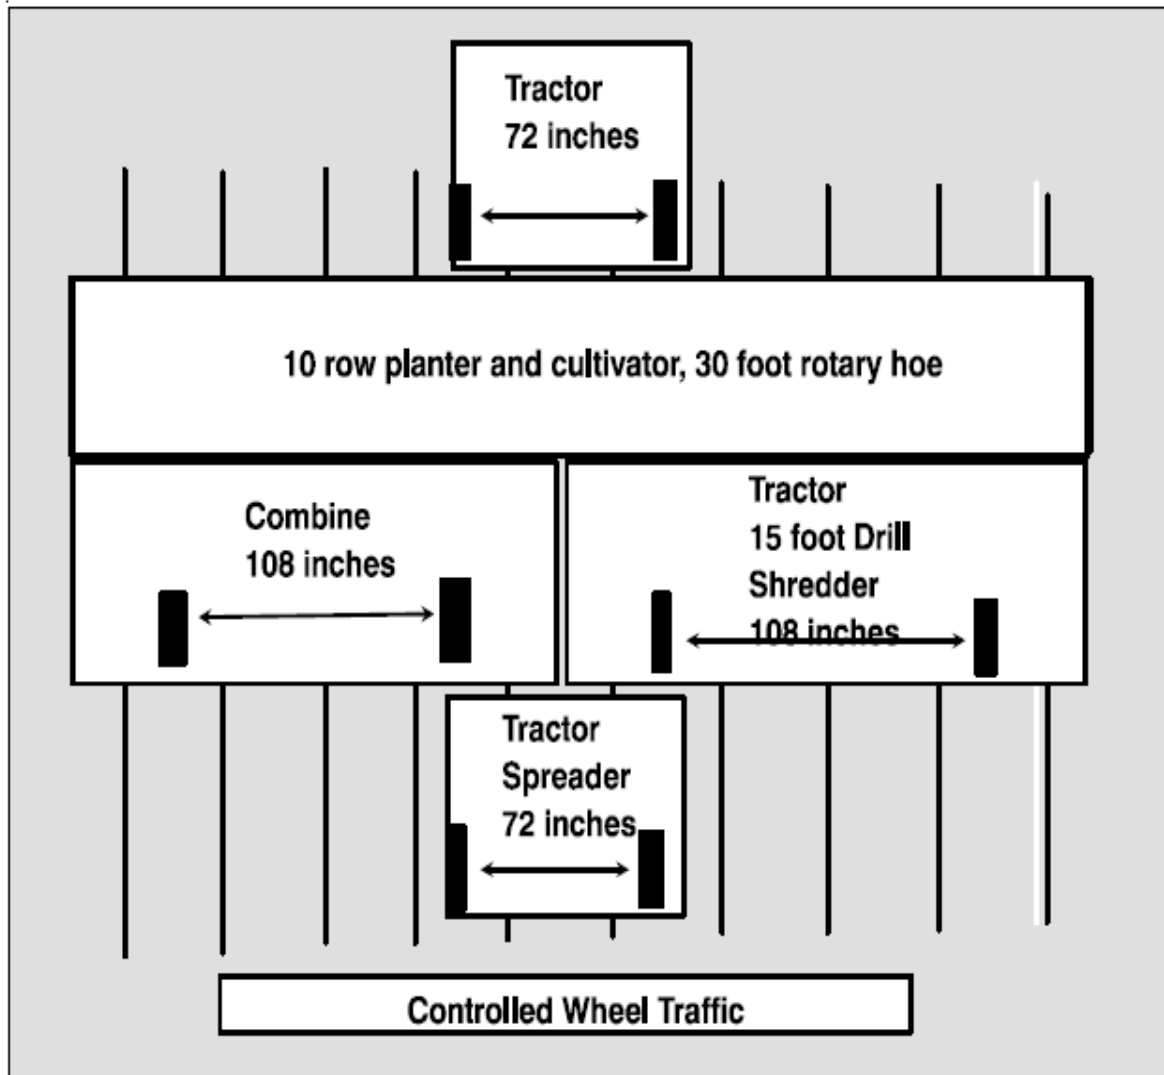 Tractor
72 inches
10 row planter and cultivator, 30 foot rotary hoe
Combine
108 inches
Tractor
15 foot Drill
Shredder
108 inches
Tractor
Spreader
72 inches
Controlled Wheel Traffic